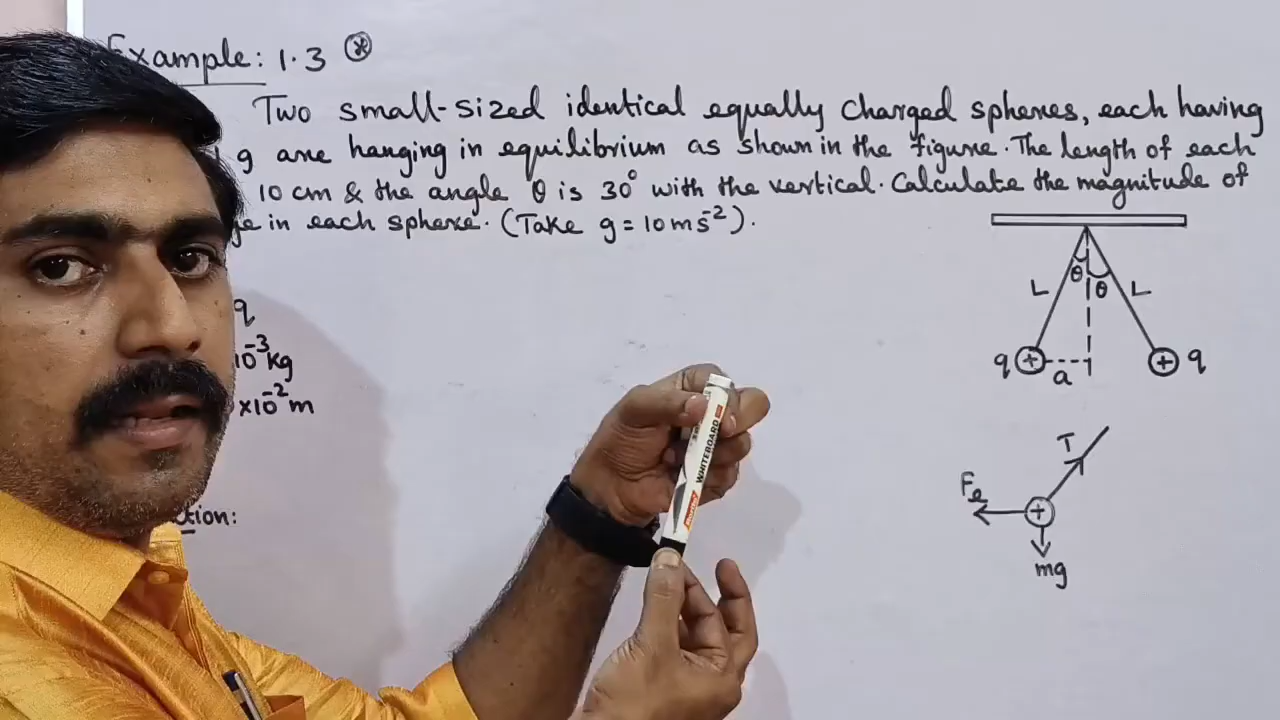 Example: 1.3 *
Two small-sized identical equally charged spheres, each having
g are hanging in equilibrium as shown in the figure. The length of each
10 cm & the angle θ is 30° with the vertical. Calculate the magnitude of
in each sphere. (Take g = 10 ms⁻²).
θ θ
L L
q + + q
a
q
10⁻³ kg
×10⁻² m
T
Fe
+
mg
WHITEBOARD